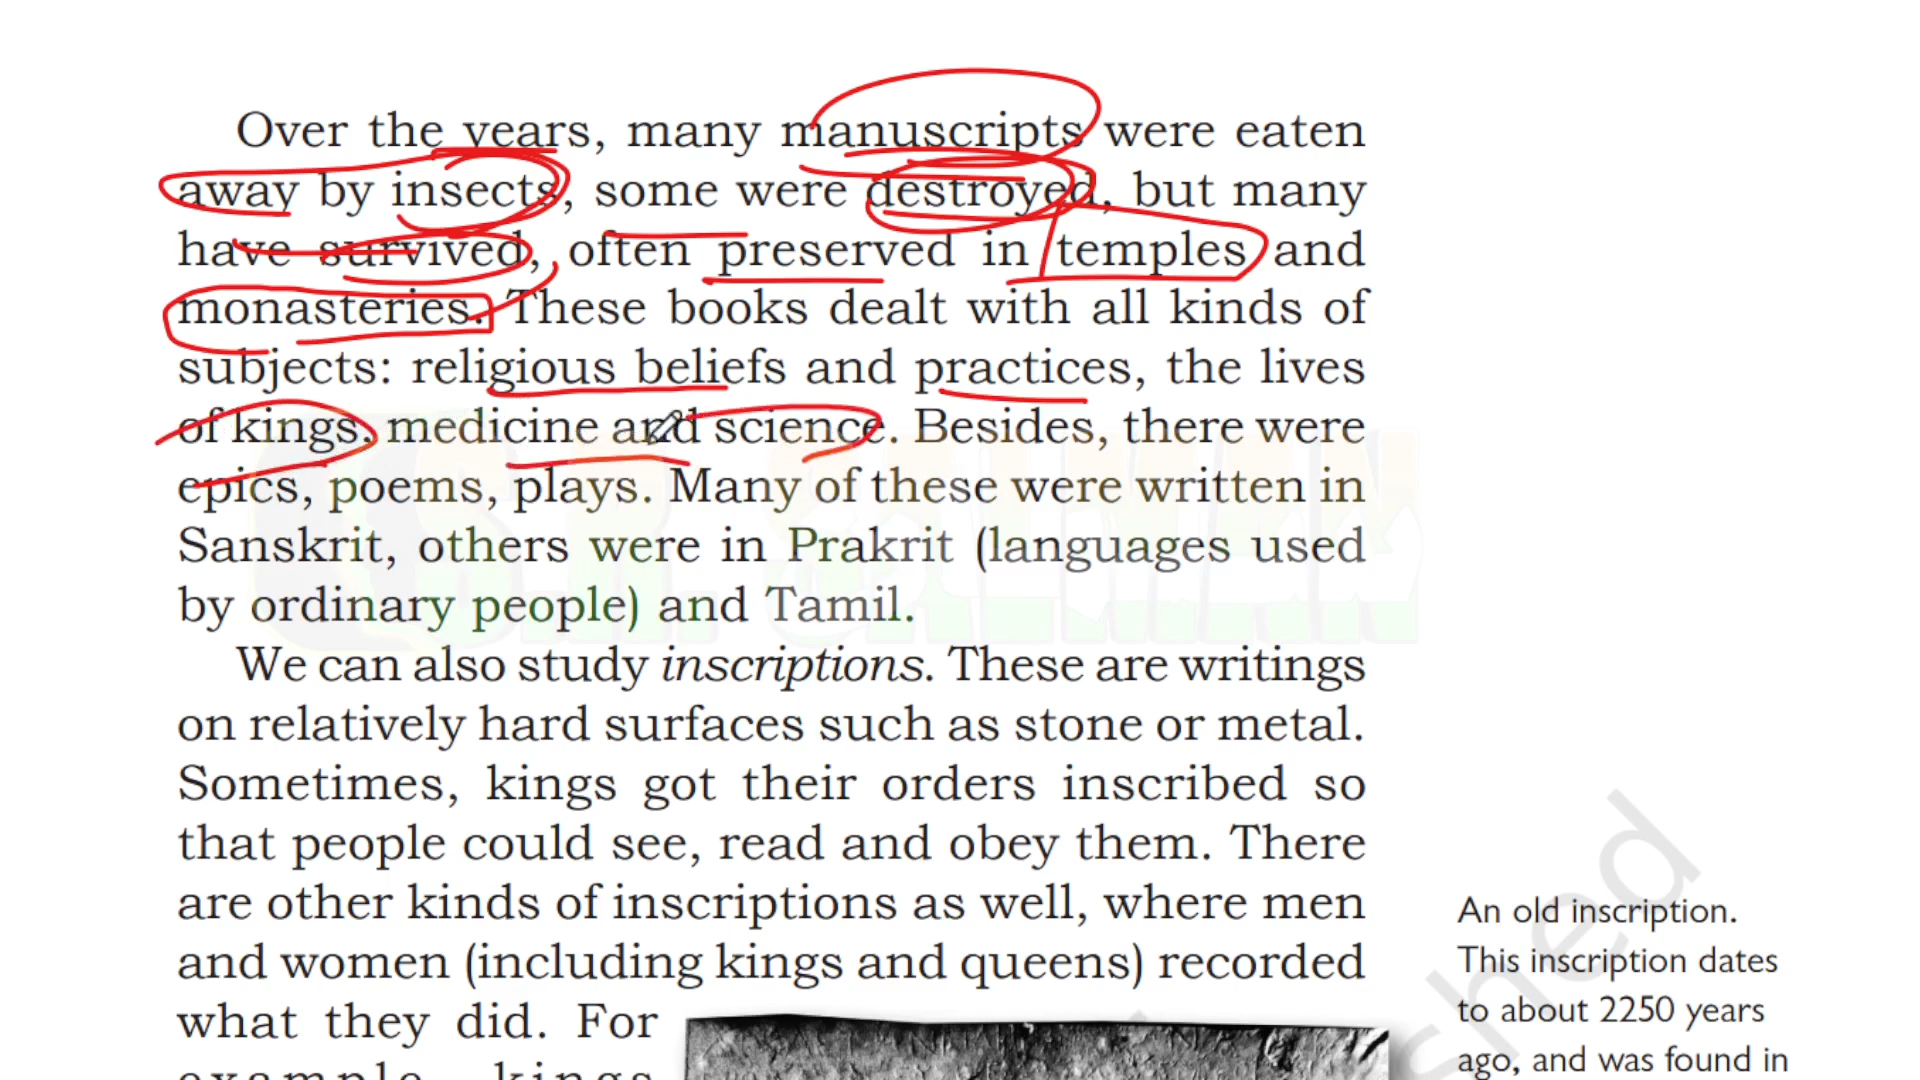 Over the years, many manuscripts were eaten
away by insects, some were destroyed, but many
have survived, often preserved in temples and
monasteries. These books dealt with all kinds of
subjects: religious beliefs and practices, the lives
of kings, medicine and science. Besides, there were
epics, poems, plays. Many of these were written in
Sanskrit, others were in Prakrit (languages used
by ordinary people) and Tamil.
We can also study inscriptions. These are writings
on relatively hard surfaces such as stone or metal.
Sometimes, kings got their orders inscribed so
that people could see, read and obey them. There
are other kinds of inscriptions as well, where men
and women (including kings and queens) recorded
what they did. For
example, kings
An old inscription.
This inscription dates
to about 2250 years
ago, and was found in
shed